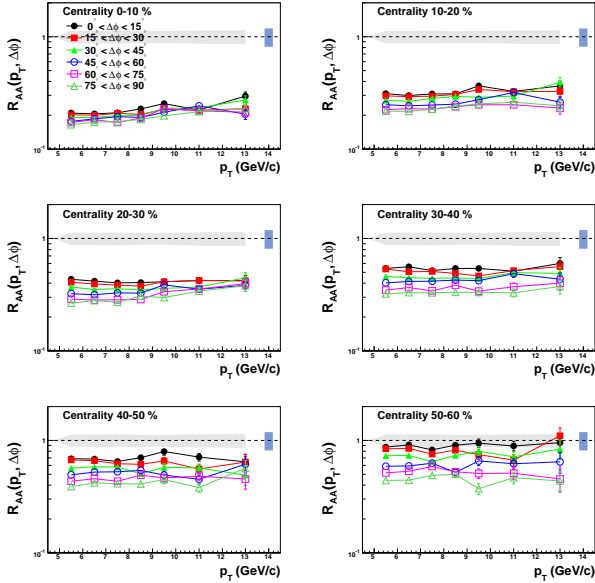 Centrality 0-10 %
0° < Δϕ < 15°
15° < Δϕ < 30°
30° < Δϕ < 45°
45° < Δϕ < 60°
60° < Δϕ < 75°
75° < Δϕ < 90°
1
10⁻¹
R_AA(p_T, Δϕ)
5 6 7 8 9 10 11 12 13 14
p_T (GeV/c)
Centrality 10-20 %
1
10⁻¹
R_AA(p_T, Δϕ)
5 6 7 8 9 10 11 12 13 14
p_T (GeV/c)
Centrality 20-30 %
1
10⁻¹
R_AA(p_T, Δϕ)
5 6 7 8 9 10 11 12 13 14
p_T (GeV/c)
Centrality 30-40 %
1
10⁻¹
R_AA(p_T, Δϕ)
5 6 7 8 9 10 11 12 13 14
p_T (GeV/c)
Centrality 40-50 %
1
10⁻¹
R_AA(p_T, Δϕ)
5 6 7 8 9 10 11 12 13 14
p_T (GeV/c)
Centrality 50-60 %
1
10⁻¹
R_AA(p_T, Δϕ)
5 6 7 8 9 10 11 12 13 14
p_T (GeV/c)